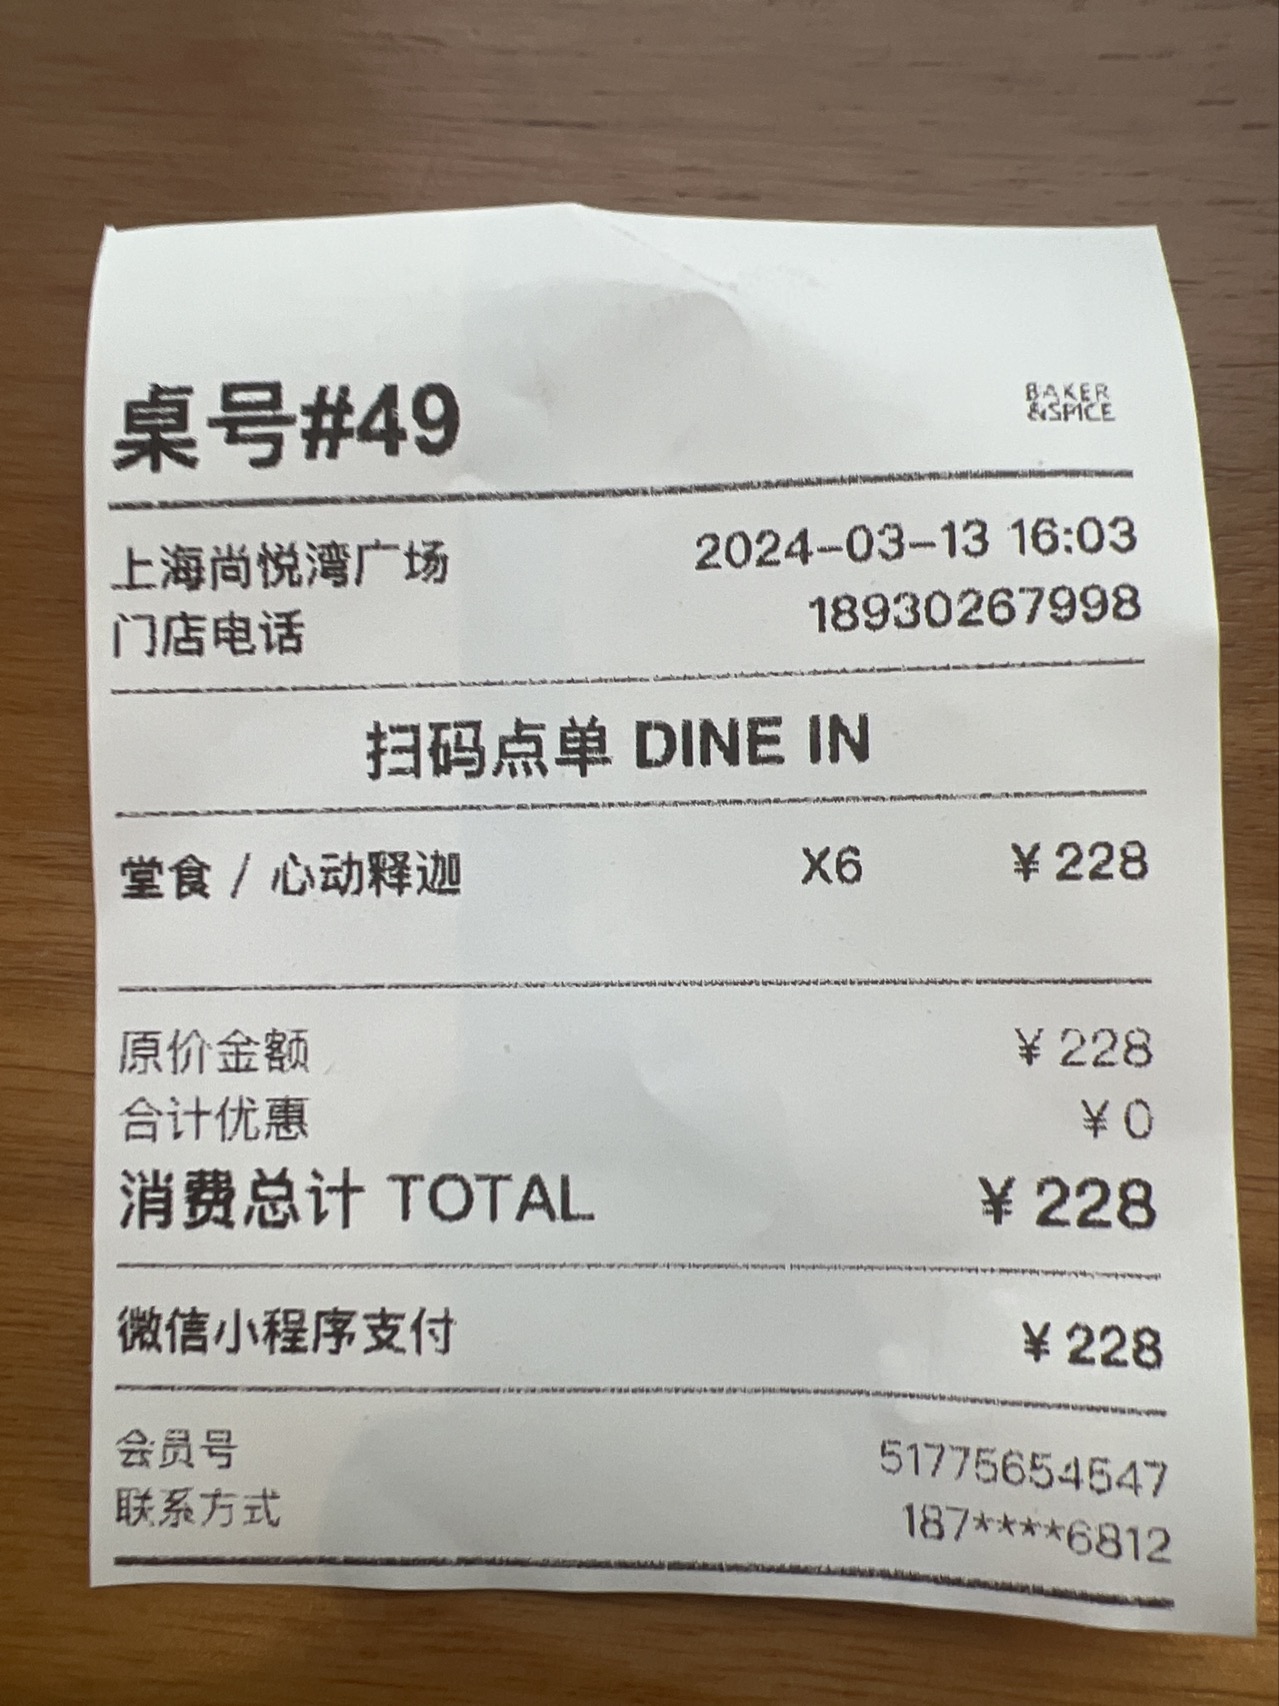 桌号#49
BAKER
&SPICE
上海尚悦湾广场 2024-03-13 16:03
门店电话 18930267998
扫码点单 DINE IN
堂食 / 心动释迦 X6 ¥228
原价金额 ¥228
合计优惠 ¥0
消费总计 TOTAL ¥228
微信小程序支付 ¥228
会员号 51775654547
联系方式 187****6812